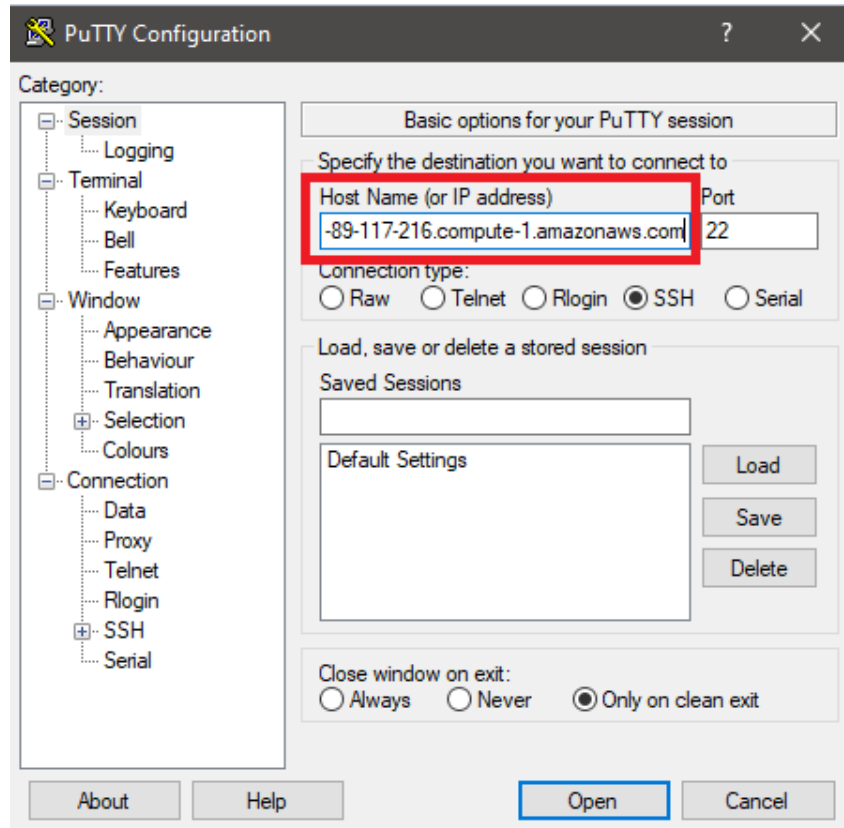 PuTTY Configuration
?
Category:
Session
Logging
Terminal
Keyboard
Bell
Features
Window
Appearance
Behaviour
Translation
Selection
Colours
Connection
Data
Proxy
Telnet
Rlogin
SSH
Serial
Basic options for your PuTTY session
Specify the destination you want to connect to
Host Name (or IP address) Port
-89-117-216.compute-1.amazonaws.com 22
Connection type:
Raw Telnet Rlogin SSH Serial
Load, save or delete a stored session
Saved Sessions
Default Settings
Load
Save
Delete
Close window on exit:
Always Never Only on clean exit
About Help Open Cancel